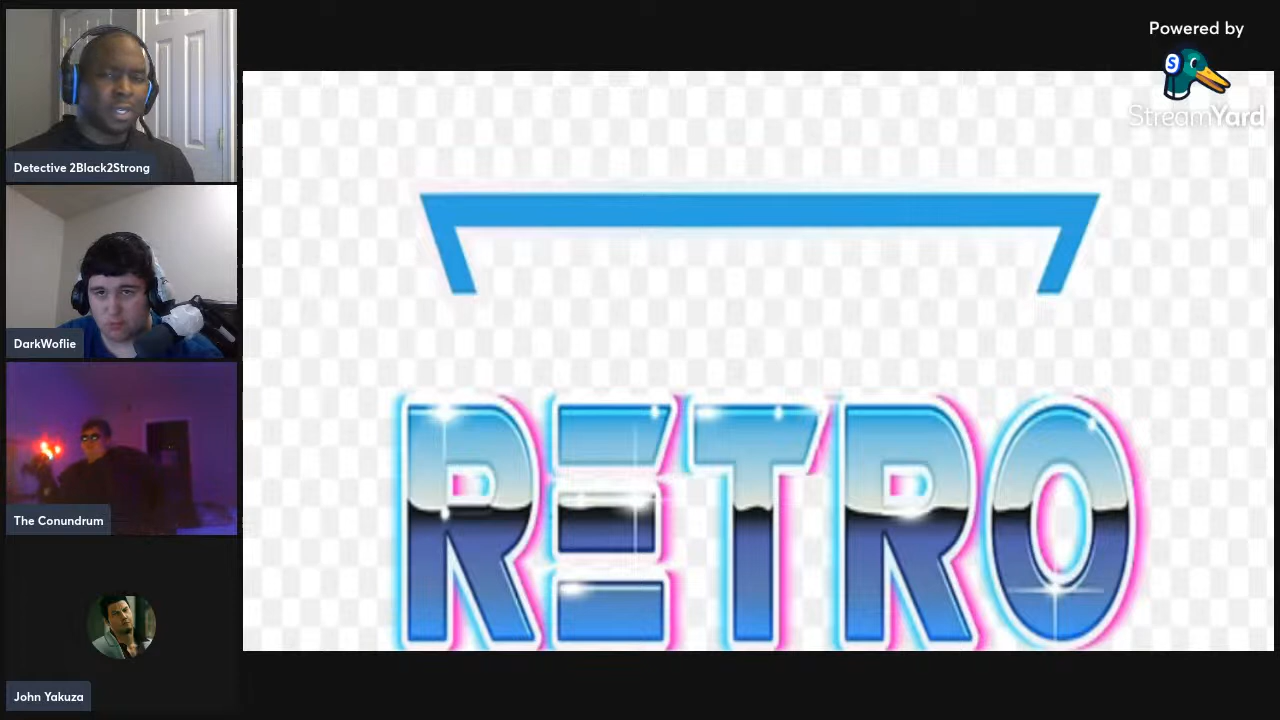 Powered by
S
StreamYard
Detective 2Black2Strong
DarkWoflie
The Conundrum
John Yakuza
RETRO